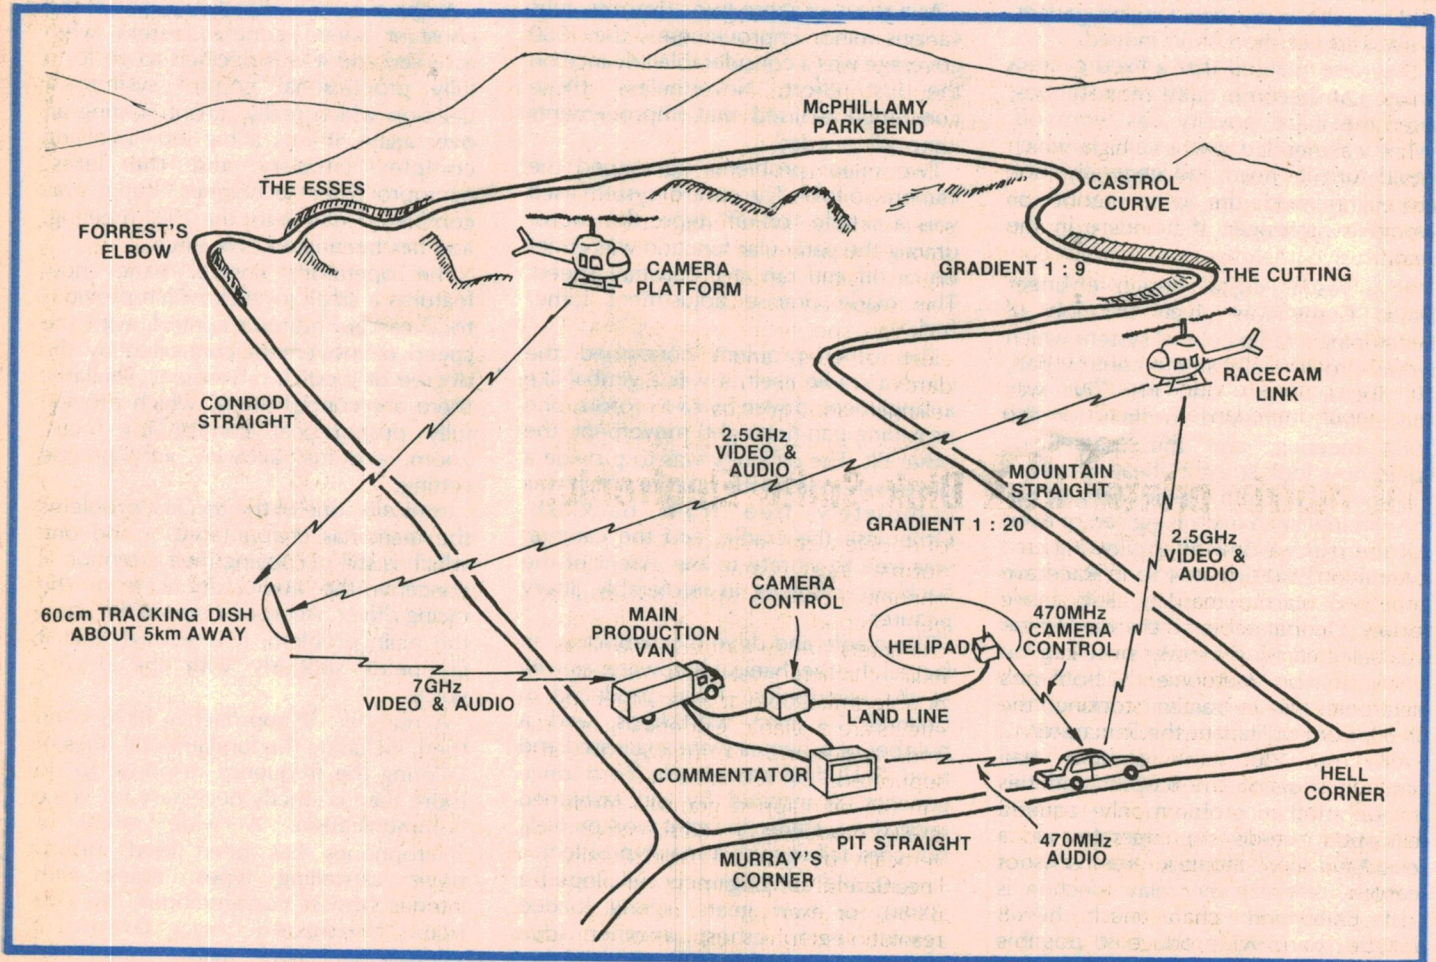 McPHILLAMY
PARK BEND
THE ESSES
CASTROL
CURVE
FORREST'S
ELBOW
CAMERA
PLATFORM
GRADIENT 1 : 9
THE CUTTING
RACECAM
LINK
CONROD
STRAIGHT
2.5GHz
VIDEO &
AUDIO
MOUNTAIN
STRAIGHT
GRADIENT 1 : 20
2.5GHz
VIDEO &
AUDIO
60cm TRACKING DISH
ABOUT 5km AWAY
MAIN
PRODUCTION
VAN
CAMERA
CONTROL
HELIPAD
470MHz
CAMERA
CONTROL
7GHz
VIDEO & AUDIO
LAND LINE
COMMENTATOR
HELL
CORNER
PIT STRAIGHT
470MHz
AUDIO
MURRAY'S
CORNER